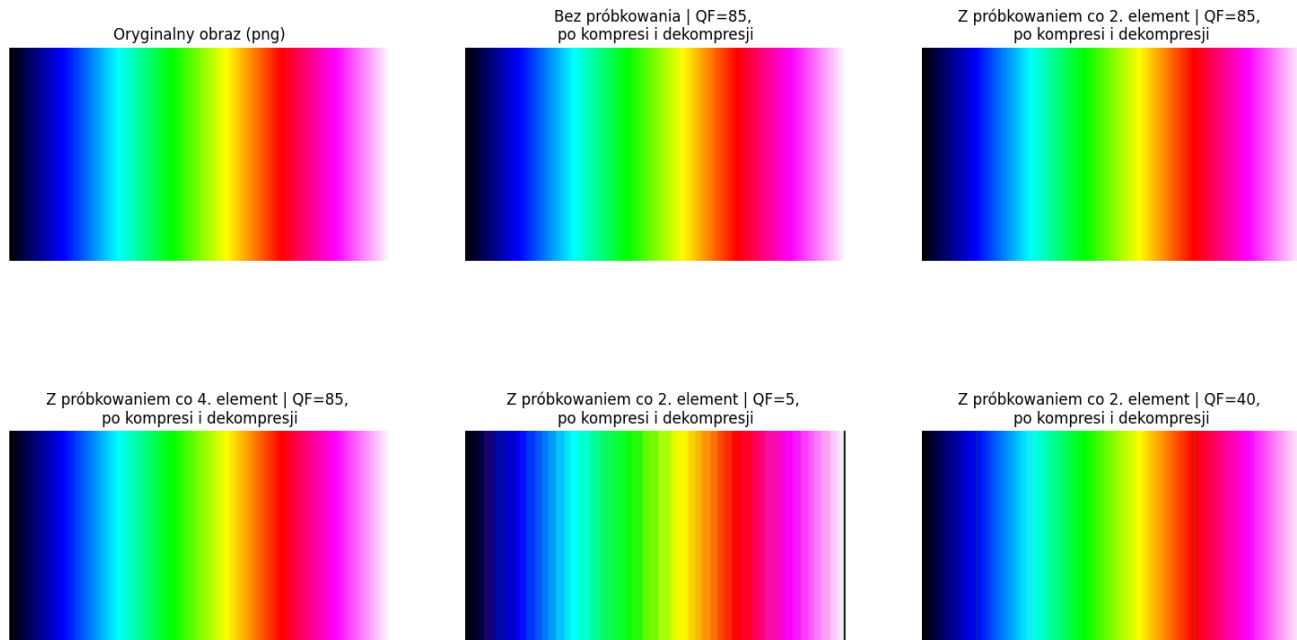 Oryginalny obraz (png)
Bez próbkowania | QF=85,
po kompresi i dekompresji
Z próbkowaniem co 2. element | QF=85,
po kompresi i dekompresji
Z próbkowaniem co 4. element | QF=85,
po kompresi i dekompresji
Z próbkowaniem co 2. element | QF=5,
po kompresi i dekompresji
Z próbkowaniem co 2. element | QF=40,
po kompresi i dekompresji